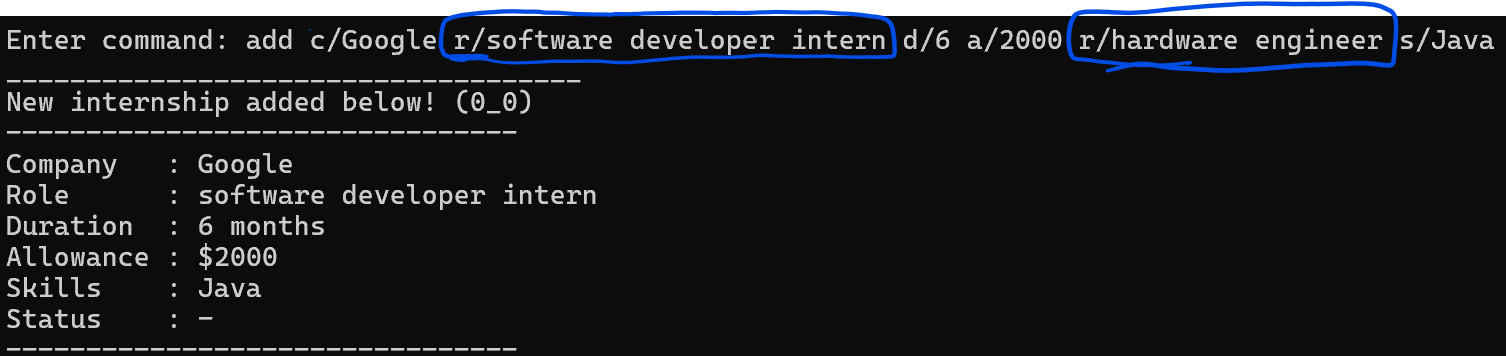 Enter command: add c/Google r/software developer intern d/6 a/2000 r/hardware engineer s/Java
____________________________________
New internship added below! (0_0)
--------------------------------
Company   : Google
Role      : software developer intern
Duration  : 6 months
Allowance : $2000
Skills    : Java
Status    : -
--------------------------------